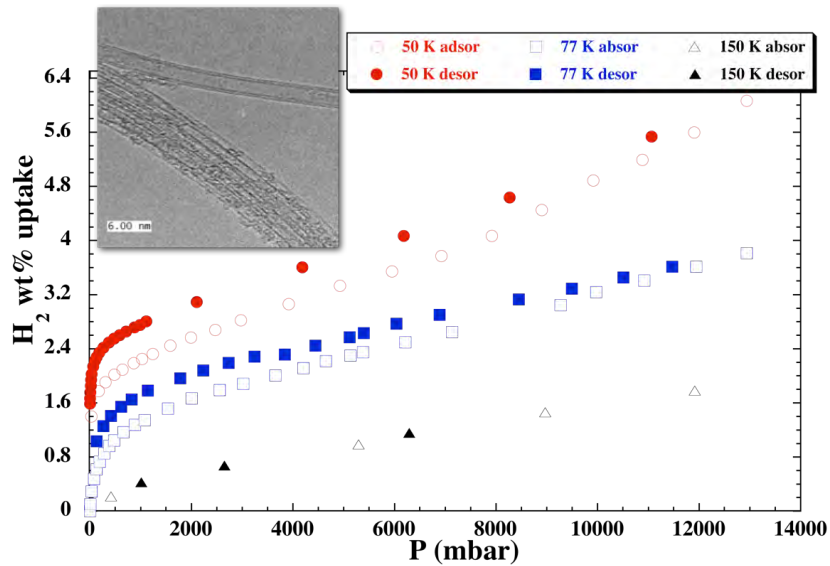 50 K adsor
77 K absor
150 K absor
50 K desor
77 K desor
150 K desor
6.00 nm
H2 wt% uptake
6.4
5.6
4.8
4
3.2
2.4
1.6
0.8
0
0
2000
4000
6000
8000
10000
12000
14000
P (mbar)